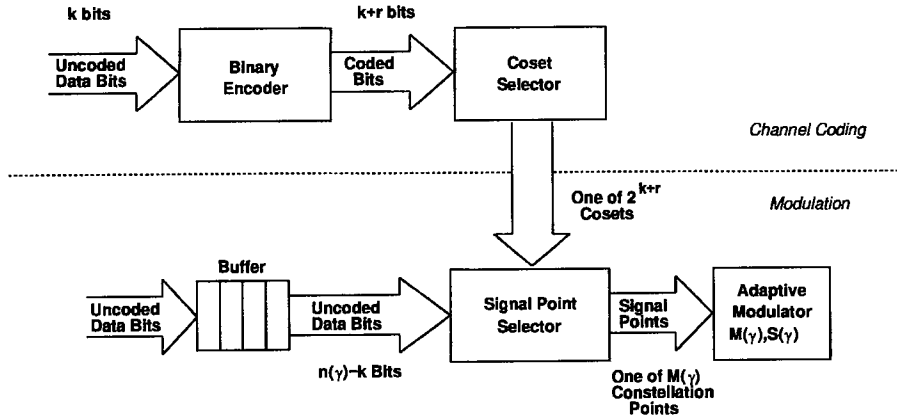 k bits
k+r bits
Uncoded
Data Bits
Binary
Encoder
Coded
Bits
Coset
Selector
Channel Coding
One of 2^{k+r}
Cosets
Modulation
Buffer
Uncoded
Data Bits
Uncoded
Data Bits
Signal Point
Selector
Signal
Points
Adaptive
Modulator
M(γ),S(γ)
n(γ)−k Bits
One of M(γ)
Constellation
Points